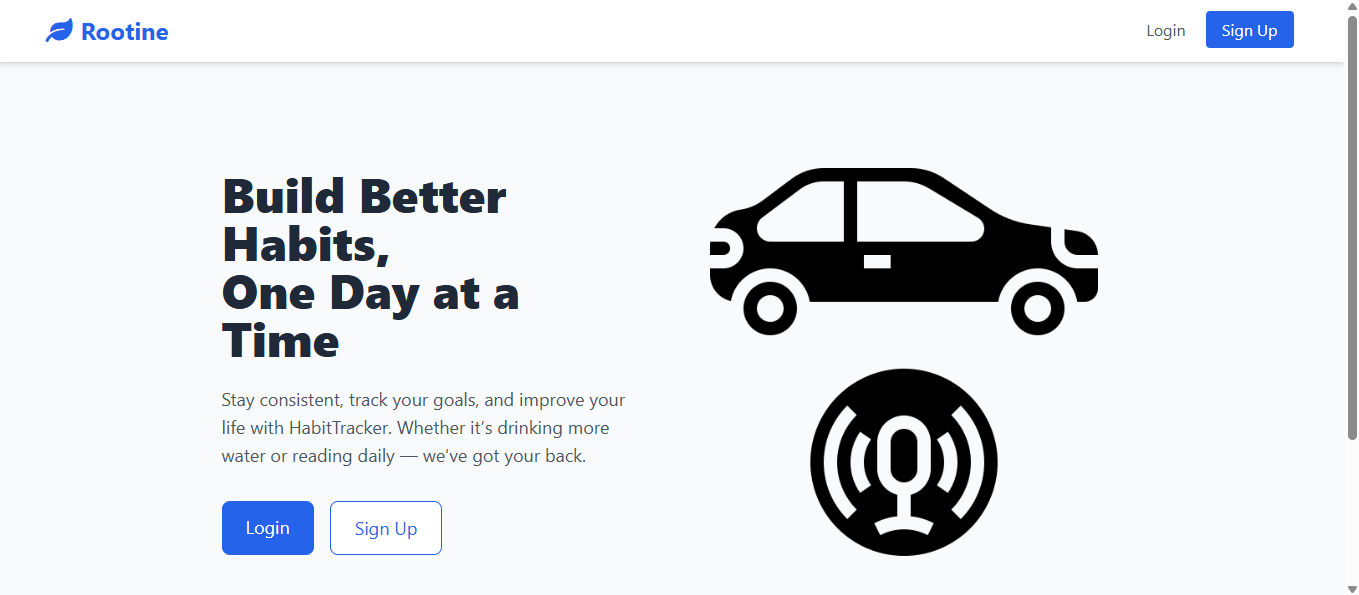 Rootine
Login
Sign Up
Build Better
Habits,
One Day at a
Time
Stay consistent, track your goals, and improve your
life with HabitTracker. Whether it’s drinking more
water or reading daily — we've got your back.
Login
Sign Up